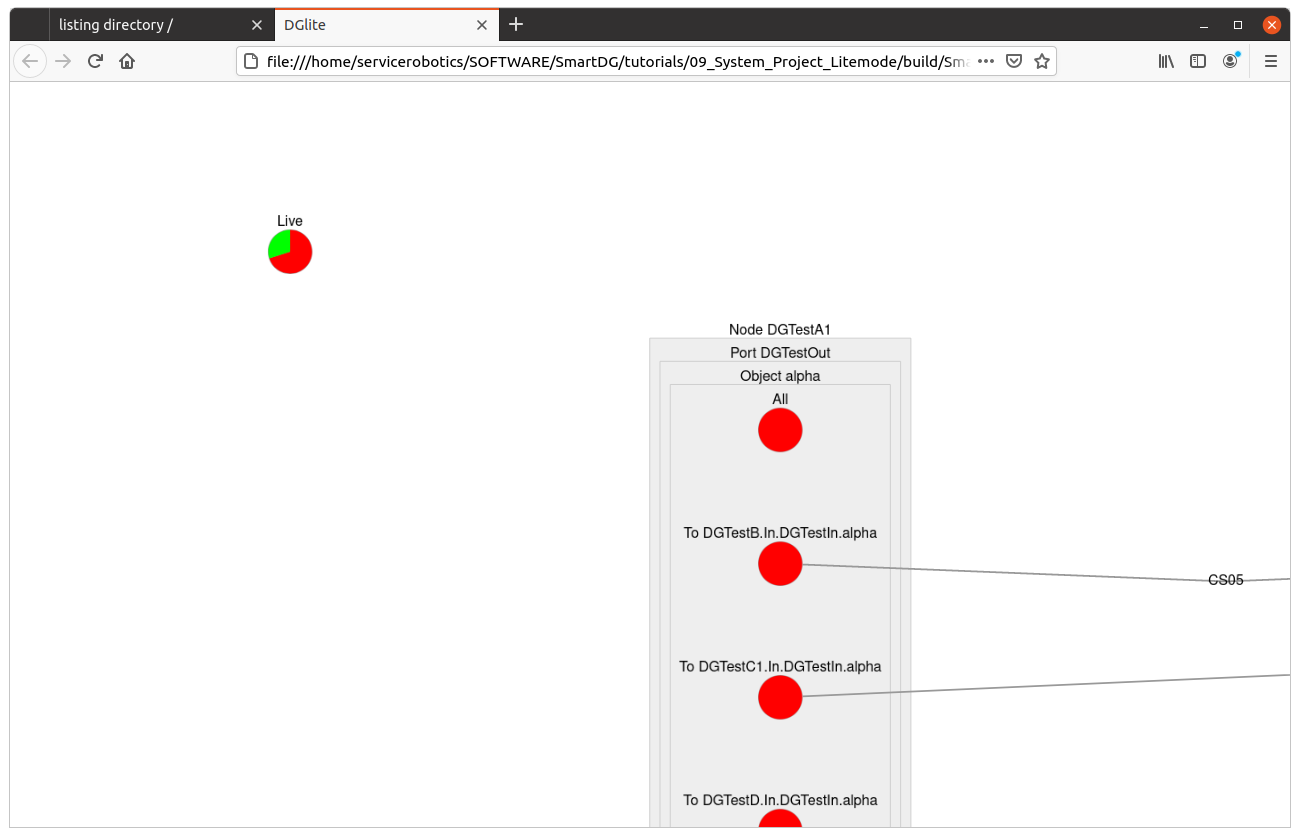 listing directory /
DGlite
file:///home/servicerobotics/SOFTWARE/SmartDG/tutorials/09_System_Project_Litemode/build/Sma
Live
Node DGTestA1
Port DGTestOut
Object alpha
All
To DGTestB.In.DGTestIn.alpha
CS05
To DGTestC1.In.DGTestIn.alpha
To DGTestD.In.DGTestIn.alpha